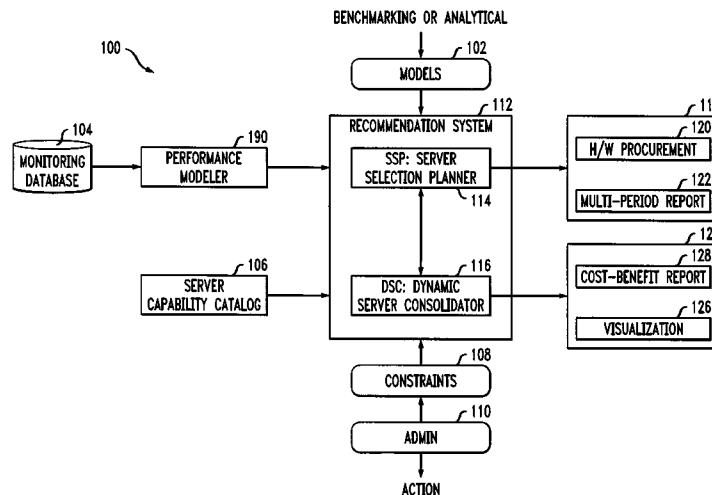 BENCHMARKING OR ANALYTICAL
100
102
MODELS
112
RECOMMENDATION SYSTEM
104
MONITORING
DATABASE
190
PERFORMANCE
MODELER
SSP: SERVER
SELECTION PLANNER
114
120
H/W PROCUREMENT
122
MULTI-PERIOD REPORT
106
SERVER
CAPABILITY CATALOG
116
DSC: DYNAMIC
SERVER CONSOLIDATOR
128
COST-BENEFIT REPORT
126
VISUALIZATION
108
CONSTRAINTS
110
ADMIN
ACTION